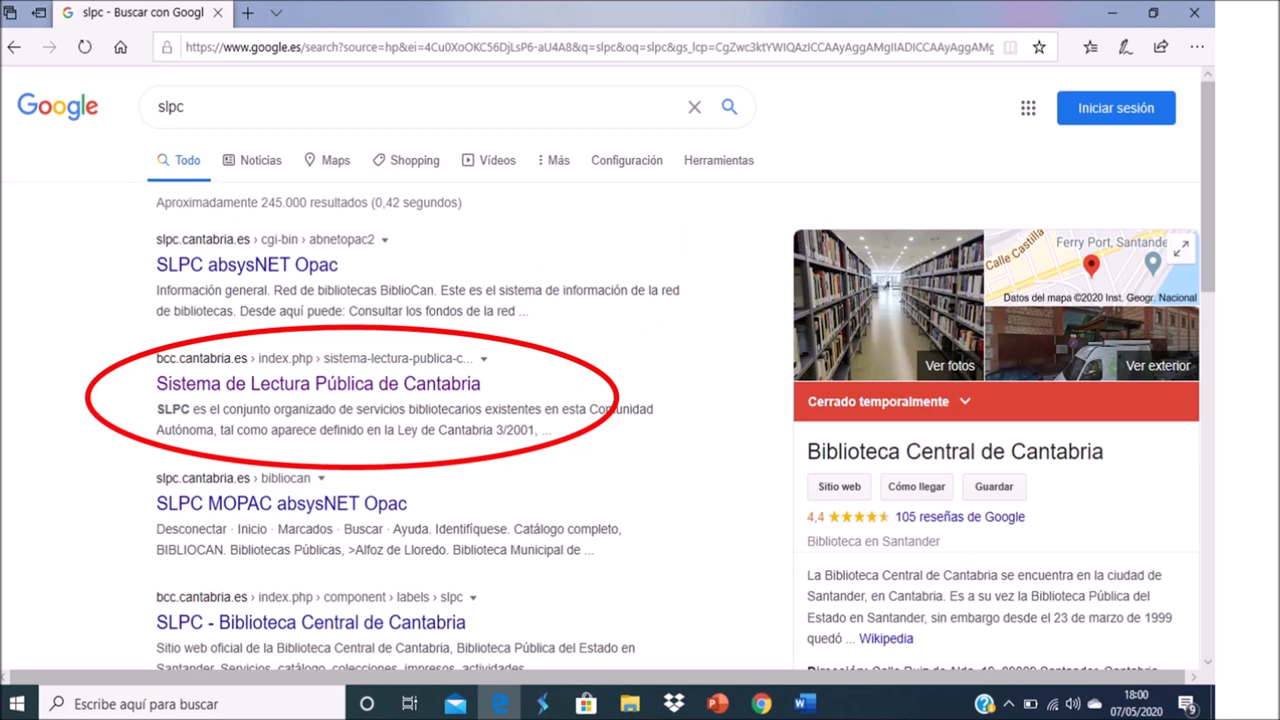 slpc - Buscar con Googl
https://www.google.es/search?source=hp&ei=4Cu0XoOKC56DjLsP6-aU4A8&q=slpc&oq=slpc&gs_lcp=CgZwc3ktYWIQAzICCAAyAggAMgIIADICCAAyAggAMg
Google
slpc
Iniciar sesión
Todo Noticias Maps Shopping Vídeos Más Configuración Herramientas
Aproximadamente 245.000 resultados (0,42 segundos)
slpc.cantabria.es › cgi-bin › abnetopac2
SLPC absysNET Opac
Información general. Red de bibliotecas BiblioCan. Este es el sistema de información de la red
de bibliotecas. Desde aquí puede: Consultar los fondos de la red ...
bcc.cantabria.es › index.php › sistema-lectura-publica-c...
Sistema de Lectura Pública de Cantabria
SLPC es el conjunto organizado de servicios bibliotecarios existentes en esta Comunidad
Autónoma, tal como aparece definido en la Ley de Cantabria 3/2001, ...
slpc.cantabria.es › bibliocan
SLPC MOPAC absysNET Opac
Desconectar · Inicio · Marcados · Buscar · Ayuda. Identifíquese. Catálogo completo,
BIBLIOCAN. Bibliotecas Públicas, >Alfoz de Lloredo. Biblioteca Municipal de ...
bcc.cantabria.es › index.php › component › labels › slpc
SLPC - Biblioteca Central de Cantabria
Sitio web oficial de la Biblioteca Central de Cantabria, Biblioteca Pública del Estado en
Santander. Servicios, catálogo, colecciones, impresos, actividades
Calle Castilla
Ferry Port, Santande
Datos del mapa ©2020 Inst. Geogr. Nacional
Ver fotos
Ver exterior
Cerrado temporalmente
Biblioteca Central de Cantabria
Sitio web Cómo llegar Guardar
4,4 105 reseñas de Google
Biblioteca en Santander
La Biblioteca Central de Cantabria se encuentra en la ciudad de
Santander, en Cantabria. Es a su vez la Biblioteca Pública del
Estado en Santander, sin embargo desde el 23 de marzo de 1999
quedó ... Wikipedia
Dirección: Calle Ruiz de Alda, 19, 39009 Santander, Cantabria
Escribe aquí para buscar
18:00
07/05/2020
9